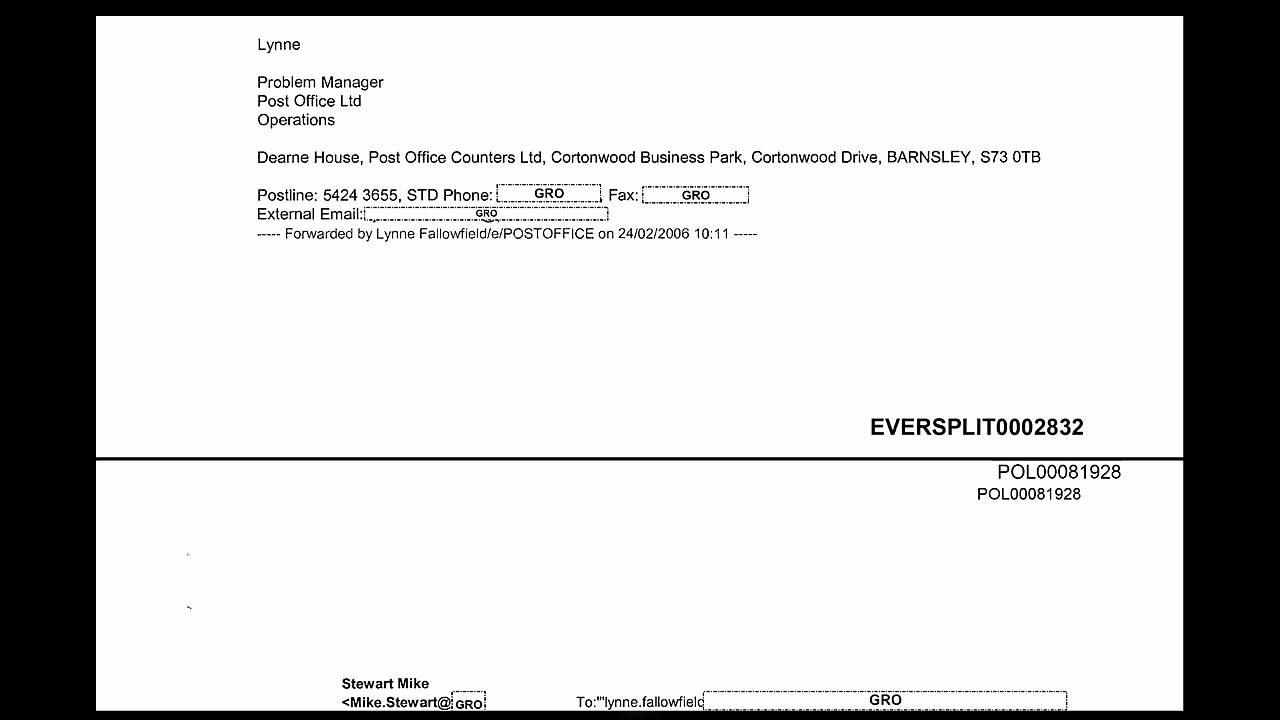 Lynne
Problem Manager
Post Office Ltd
Operations
Dearne House, Post Office Counters Ltd, Cortonwood Business Park, Cortonwood Drive, BARNSLEY, S73 0TB
Postline: 5424 3655, STD Phone: GRO Fax: GRO
External Email: GRO
----- Forwarded by Lynne Fallowfield/e/POSTOFFICE on 24/02/2006 10:11 -----
EVERSPLIT0002832
POL00081928
POL00081928
Stewart Mike
<Mike.Stewart@ GRO To:"'lynne.fallowfield GRO